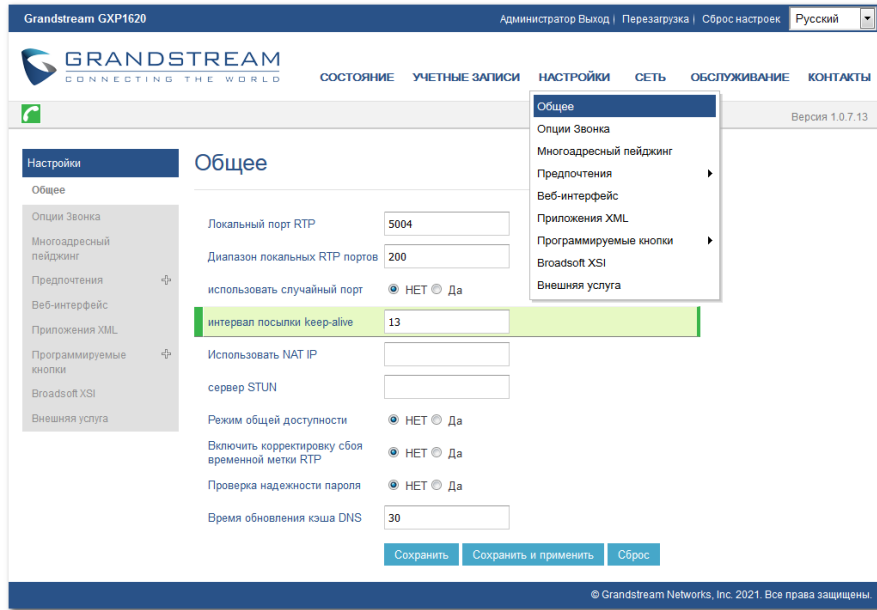 Grandstream GXP1620
Администратор Выход | Перезагрузка | Сброс настроек
Русский
GRANDSTREAM
CONNECTING THE WORLD
СОСТОЯНИЕ УЧЕТНЫЕ ЗАПИСИ НАСТРОЙКИ СЕТЬ ОБСЛУЖИВАНИЕ КОНТАКТЫ
Версия 1.0.7.13
Общее
Опции Звонка
Многоадресный пейджинг
Предпочтения
Веб-интерфейс
Приложения XML
Программируемые кнопки
Broadsoft XSI
Внешняя услуга
Настройки
Общее
Опции Звонка
Многоадресный
пейджинг
Предпочтения
Веб-интерфейс
Приложения XML
Программируемые
кнопки
Broadsoft XSI
Внешняя услуга
Общее
Локальный порт RTP 5004
Диапазон локальных RTP портов 200
использовать случайный порт НЕТ Да
интервал посылки keep-alive 13
Использовать NAT IP
сервер STUN
Режим общей доступности НЕТ Да
Включить корректировку сбоя
временной метки RTP НЕТ Да
Проверка надежности пароля НЕТ Да
Время обновления кэша DNS 30
Сохранить Сохранить и применить Сброс
© Grandstream Networks, Inc. 2021. Все права защищены.